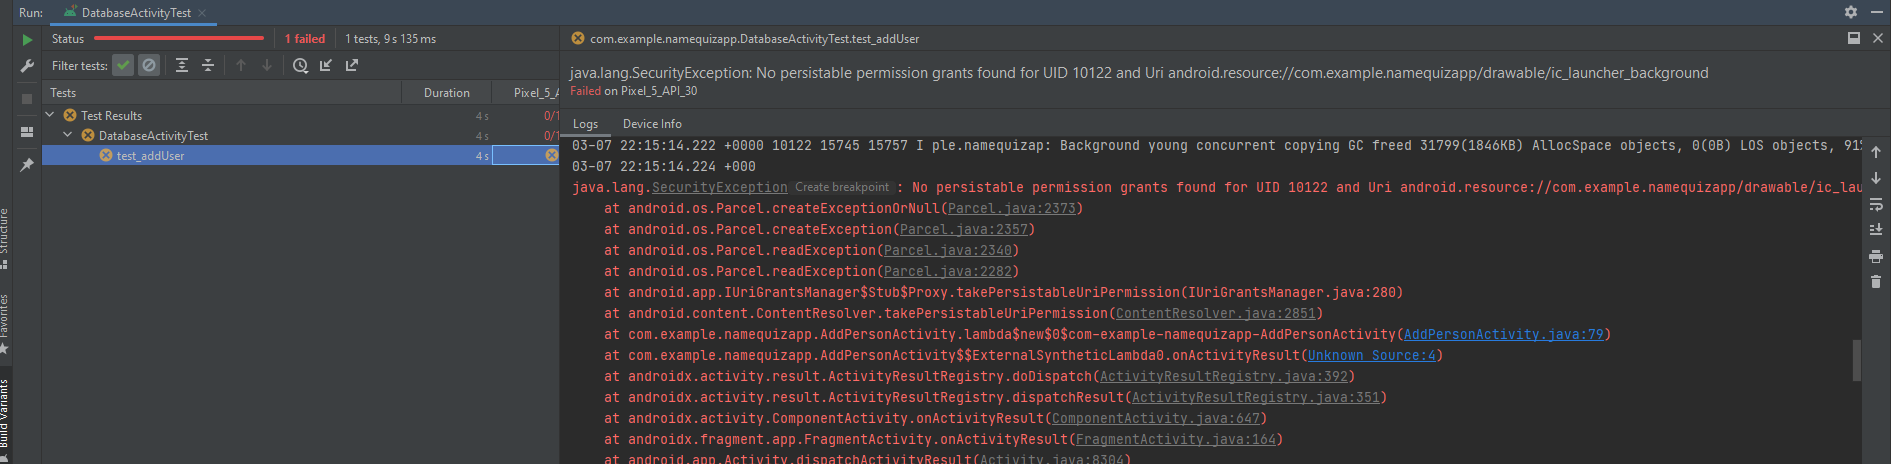 Run: DatabaseActivityTest
Status 1 failed 1 tests, 9 s 135 ms
com.example.namequizapp.DatabaseActivityTest.test_addUser
Filter tests:
java.lang.SecurityException: No persistable permission grants found for UID 10122 and Uri android.resource://com.example.namequizapp/drawable/ic_launcher_background
Failed on Pixel_5_API_30
Tests Duration Pixel_5_A
Test Results 4 s 0/1
DatabaseActivityTest 4 s 0/1
test_addUser 4 s
Logs Device Info
03-07 22:15:14.222 +0000 10122 15745 15757 I ple.namequizap: Background young concurrent copying GC freed 31799(1846KB) AllocSpace objects, 0(0B) LOS objects, 91%
03-07 22:15:14.224 +000
java.lang.SecurityException Create breakpoint : No persistable permission grants found for UID 10122 and Uri android.resource://com.example.namequizapp/drawable/ic_lau
at android.os.Parcel.createExceptionOrNull(Parcel.java:2373)
at android.os.Parcel.createException(Parcel.java:2357)
at android.os.Parcel.readException(Parcel.java:2340)
at android.os.Parcel.readException(Parcel.java:2282)
at android.app.IUriGrantsManager$Stub$Proxy.takePersistableUriPermission(IUriGrantsManager.java:280)
at android.content.ContentResolver.takePersistableUriPermission(ContentResolver.java:2851)
at com.example.namequizapp.AddPersonActivity.lambda$new$0$com-example-namequizapp-AddPersonActivity(AddPersonActivity.java:79)
at com.example.namequizapp.AddPersonActivity$$ExternalSyntheticLambda0.onActivityResult(Unknown Source:4)
at androidx.activity.result.ActivityResultRegistry.doDispatch(ActivityResultRegistry.java:392)
at androidx.activity.result.ActivityResultRegistry.dispatchResult(ActivityResultRegistry.java:351)
at androidx.activity.ComponentActivity.onActivityResult(ComponentActivity.java:647)
at androidx.fragment.app.FragmentActivity.onActivityResult(FragmentActivity.java:164)
at android.app.Activity.dispatchActivityResult(Activity.java:8304)
Structure
Favorites
Build Variants